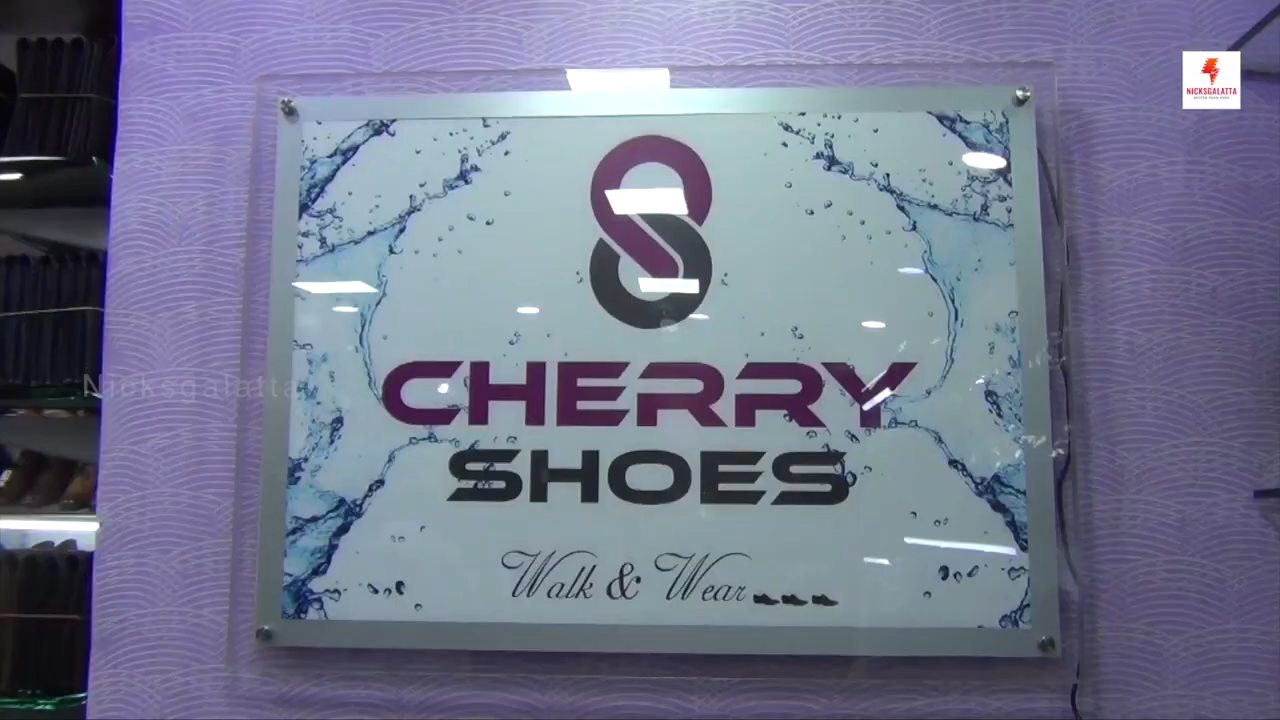 NICKSGALATTA
CHERRY
SHOES
Nicksgalatta
Walk & Wear...